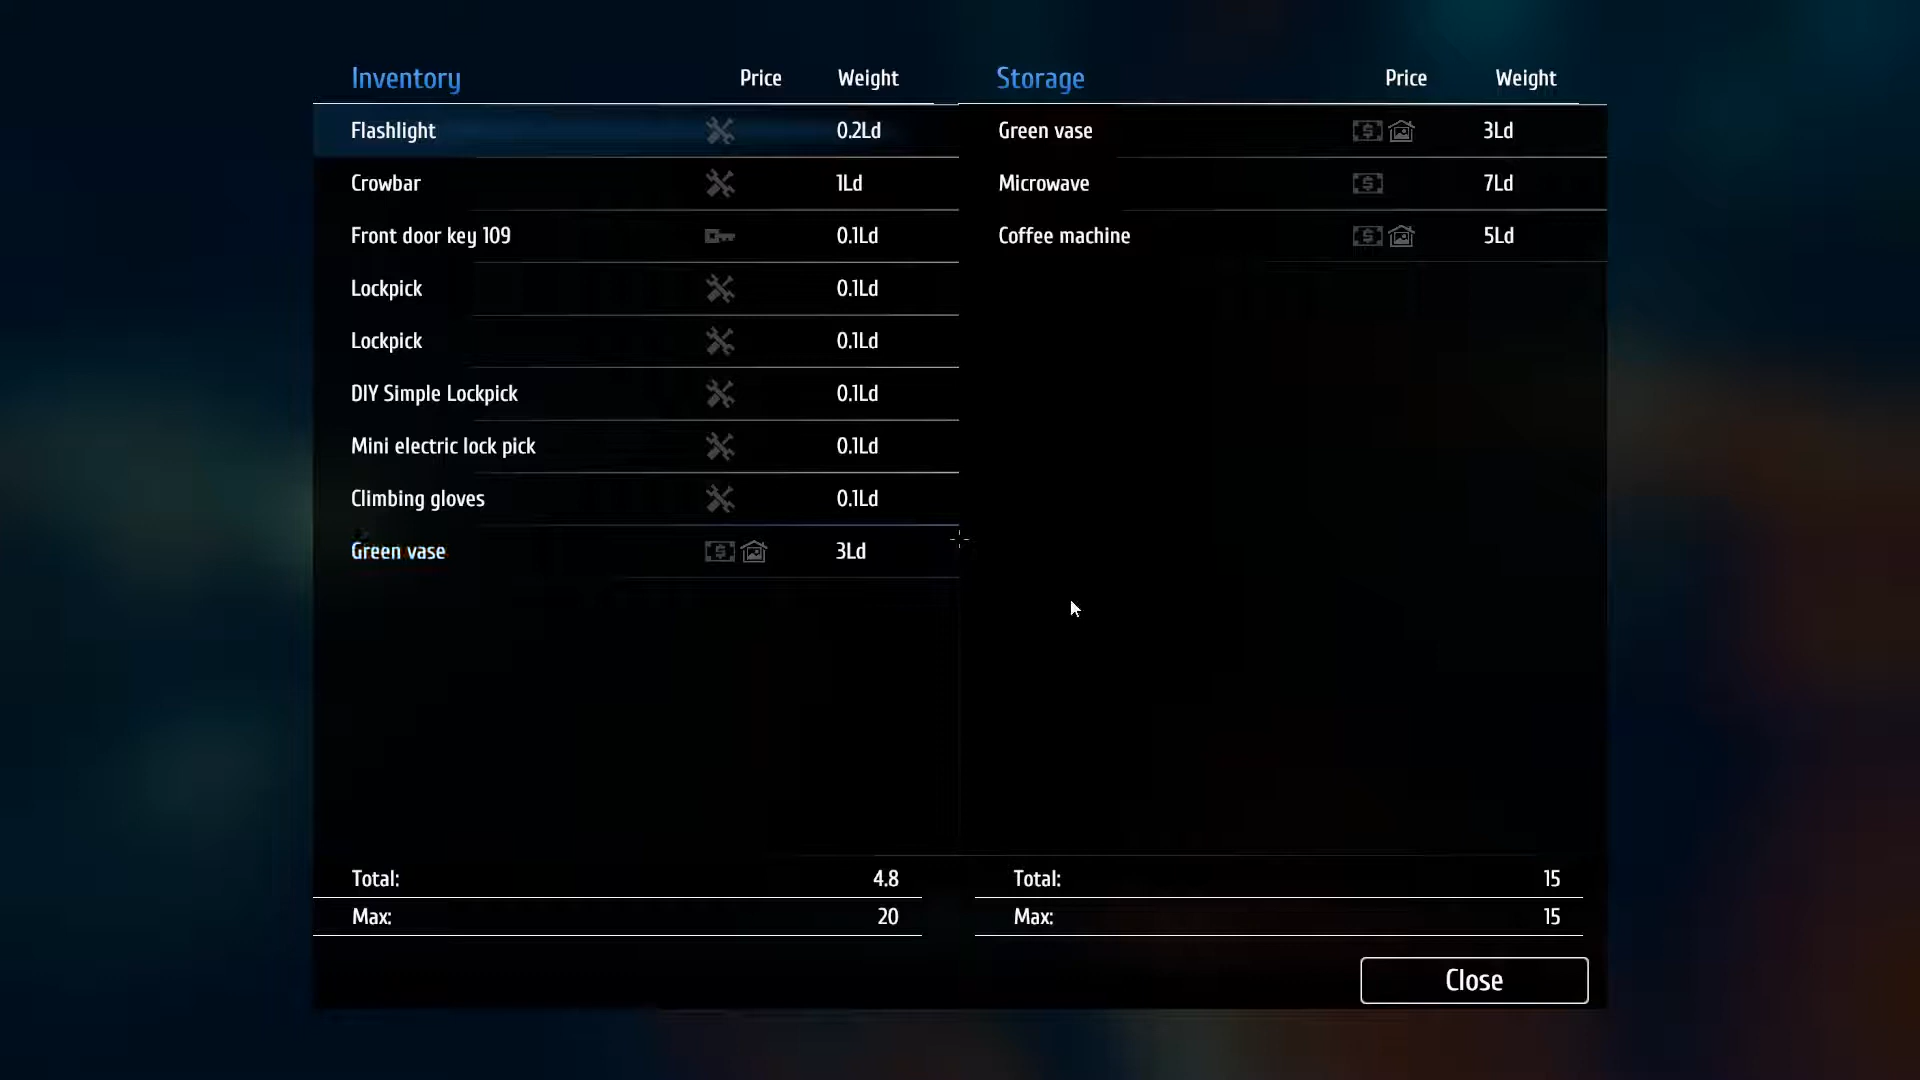 Inventory Price Weight
Flashlight 0.2Ld
Crowbar 1Ld
Front door key 109 0.1Ld
Lockpick 0.1Ld
Lockpick 0.1Ld
DIY Simple Lockpick 0.1Ld
Mini electric lock pick 0.1Ld
Climbing gloves 0.1Ld
Green vase 3Ld
Total: 4.8
Max: 20
Storage Price Weight
Green vase 3Ld
Microwave 7Ld
Coffee machine 5Ld
Total: 15
Max: 15
Close